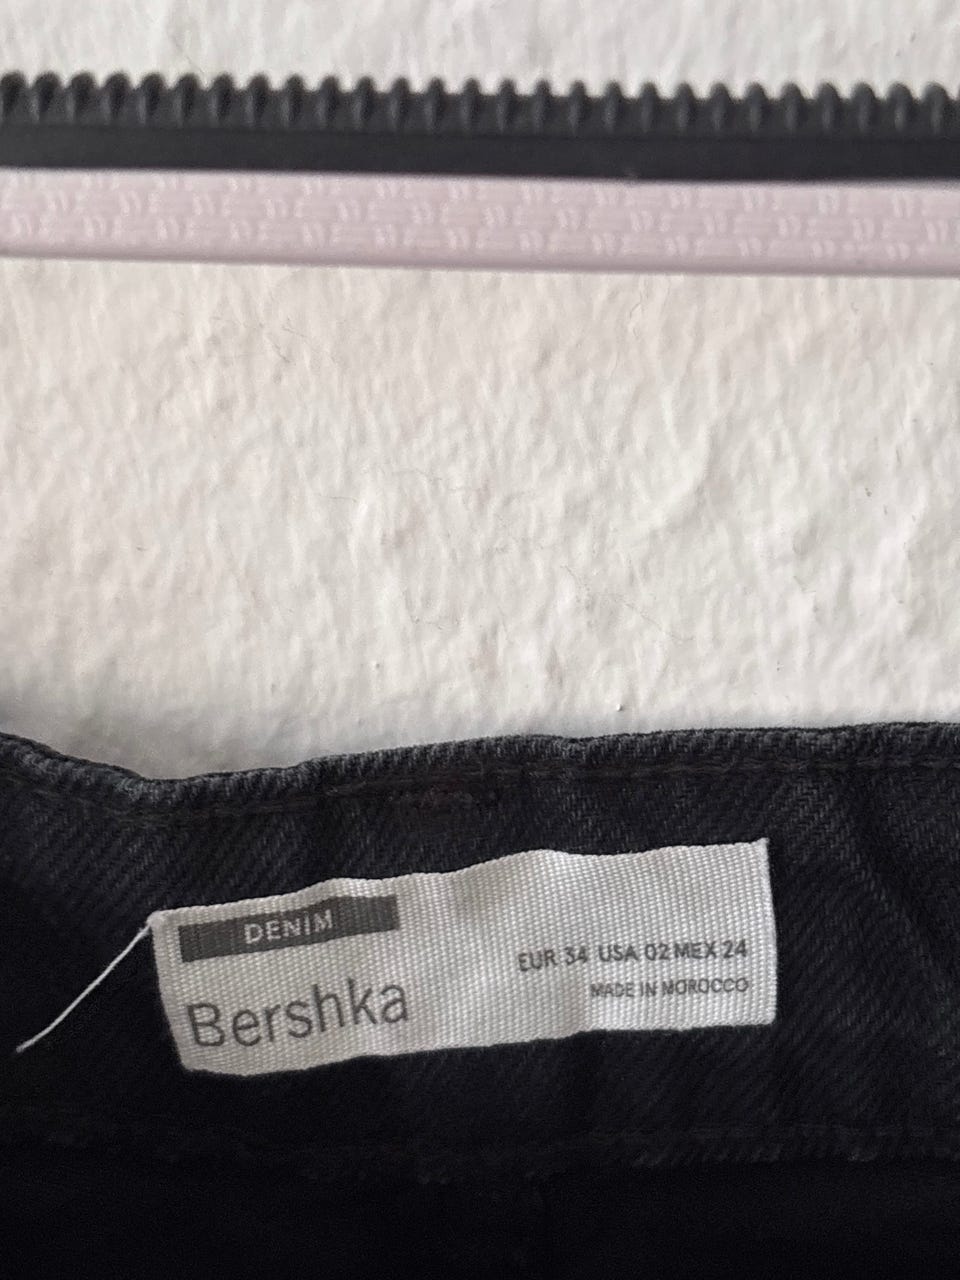 DENIM
Bershka
EUR 34 USA 02 MEX 24
MADE IN MOROCCO